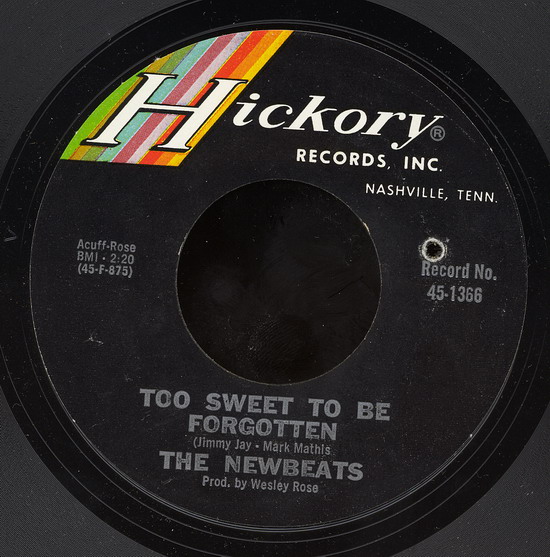 Hickory®
RECORDS, INC.
NASHVILLE, TENN.
Acuff-Rose
BMI - 2:20
(45-F-875)
Record No.
45-1366
TOO SWEET TO BE
FORGOTTEN
(Jimmy Jay - Mark Mathis
THE NEWBEATS
Prod. by Wesley Rose